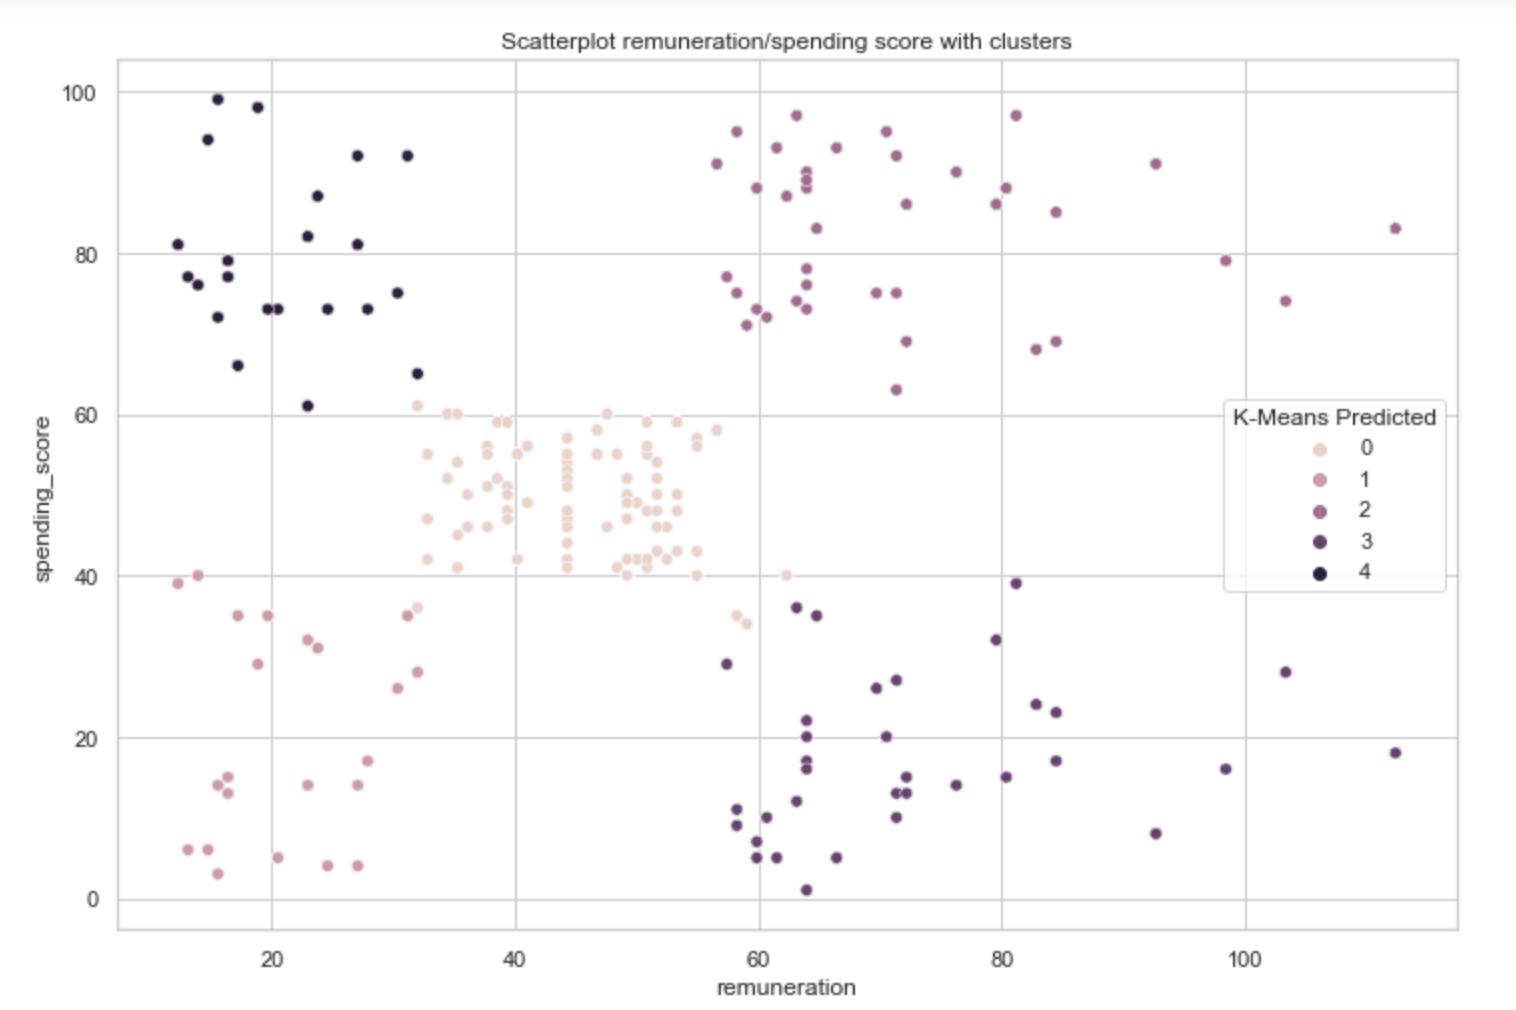 Scatterplot remuneration/spending score with clusters
100
80
60
40
20
0
spending_score
K-Means Predicted
0
1
2
3
4
20 40 60 80 100
remuneration